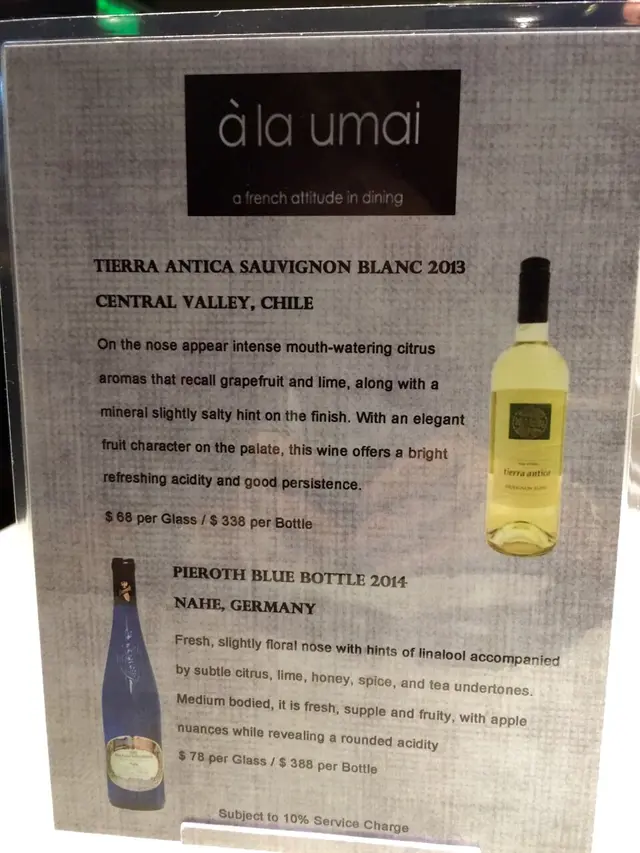 à la umai
a french attitude in dining
TIERRA ANTICA SAUVIGNON BLANC 2013
CENTRAL VALLEY, CHILE
On the nose appear intense mouth-watering citrus
aromas that recall grapefruit and lime, along with a
mineral slightly salty hint on the finish. With an elegant
fruit character on the palate, this wine offers a bright
refreshing acidity and good persistence.
$ 68 per Glass / $ 338 per Bottle
tierra antica
SAUVIGNON BLANC
PIEROTH BLUE BOTTLE 2014
NAHE, GERMANY
Fresh, slightly floral nose with hints of linalool accompanied
by subtle citrus, lime, honey, spice, and tea undertones.
Medium bodied, it is fresh, supple and fruity, with apple
nuances while revealing a rounded acidity
$ 78 per Glass / $ 388 per Bottle
Subject to 10% Service Charge